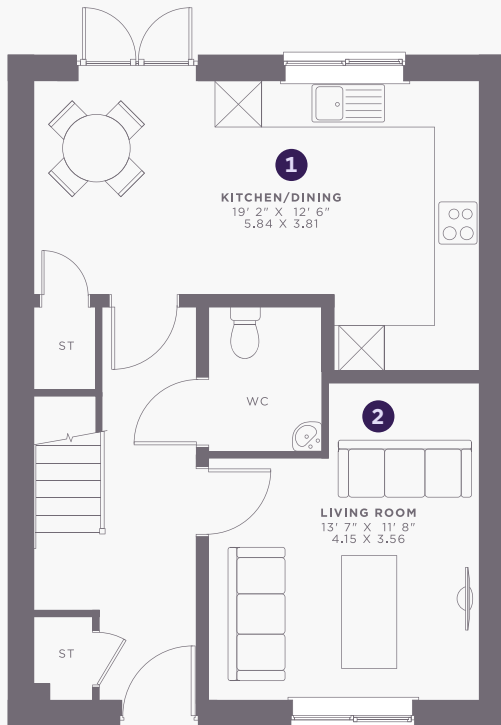 1
KITCHEN/DINING
19' 2" X 12' 6"
5.84 X 3.81
ST
WC
2
LIVING ROOM
13' 7" X 11' 8"
4.15 X 3.56
ST